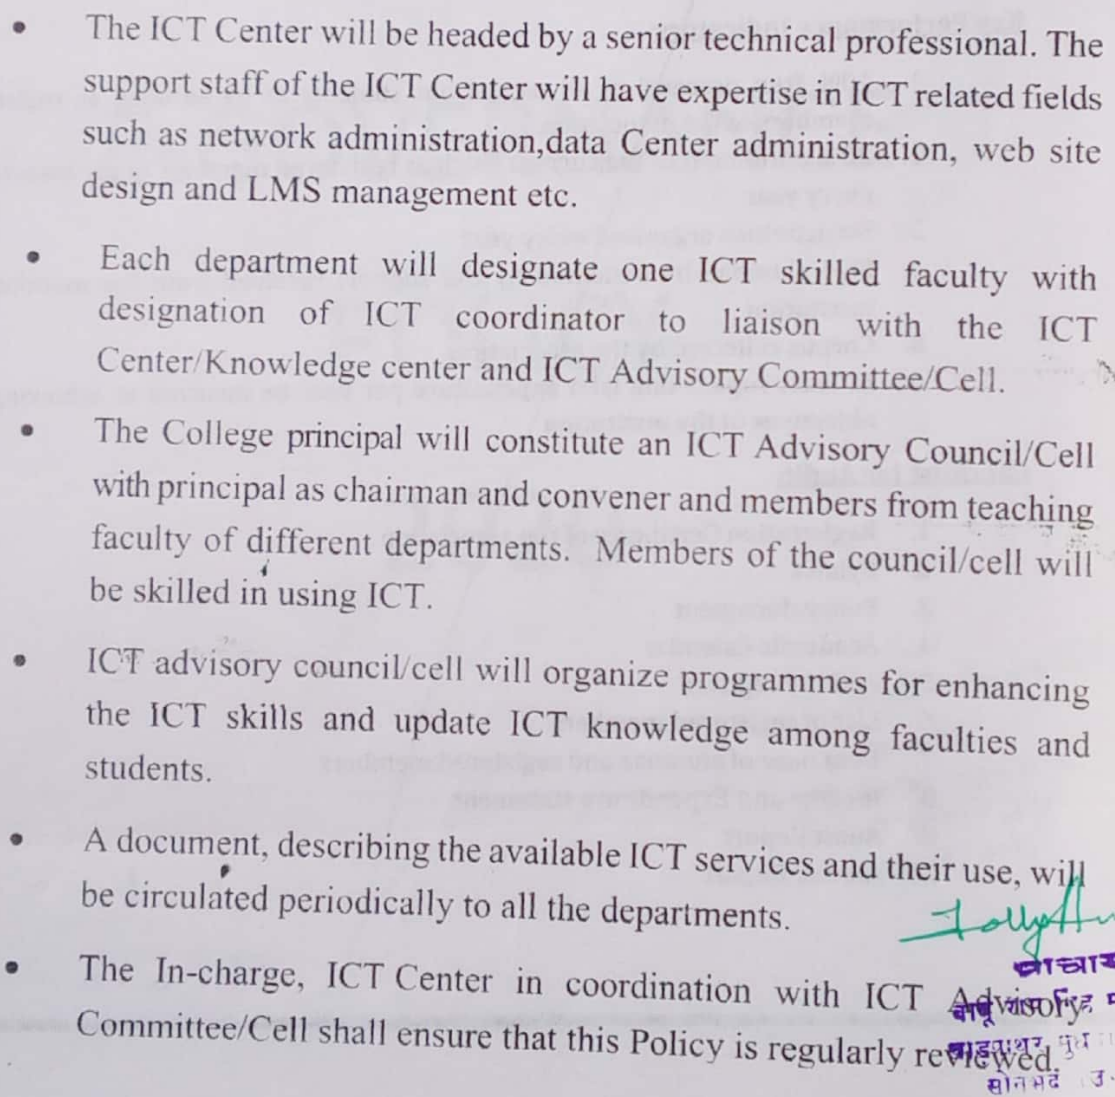 • The ICT Center will be headed by a senior technical professional. The
support staff of the ICT Center will have expertise in ICT related fields
such as network administration,data Center administration, web site
design and LMS management etc.
• Each department will designate one ICT skilled faculty with
designation of ICT coordinator to liaison with the ICT
Center/Knowledge center and ICT Advisory Committee/Cell.
• The College principal will constitute an ICT Advisory Council/Cell
with principal as chairman and convener and members from teaching
faculty of different departments. Members of the council/cell will
be skilled in using ICT.
• ICT advisory council/cell will organize programmes for enhancing
the ICT skills and update ICT knowledge among faculties and
students.
• A document, describing the available ICT services and their use, will
be circulated periodically to all the departments.
• The In-charge, ICT Center in coordination with ICT Advisory
Committee/Cell shall ensure that this Policy is regularly reviewed.
सोनभद्र